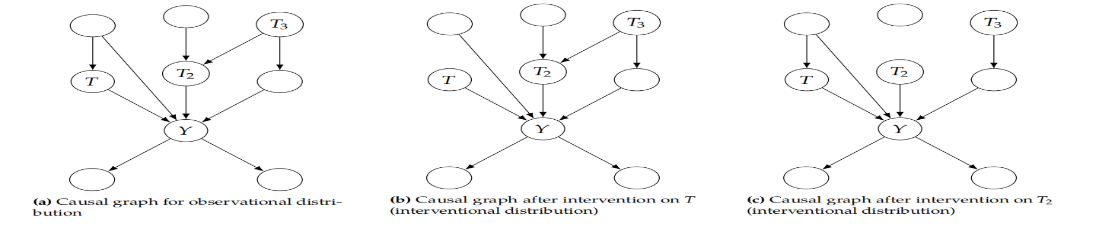 T₃
T
T₂
Y
(a) Causal graph for observational distri-
bution
T₃
T
T₂
Y
(b) Causal graph after intervention on T
(interventional distribution)
T₃
T
T₂
Y
(c) Causal graph after intervention on T₂
(interventional distribution)